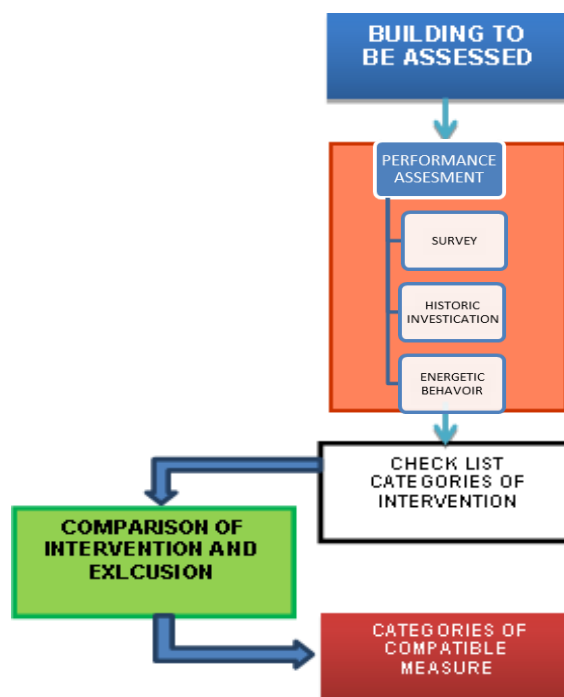 BUILDING TO
BE ASSESSED
PERFORMANCE
ASSESMENT
SURVEY
HISTORIC
INVESTICATION
ENERGETIC
BEHAVOIR
CHECK LIST
CATEGORIES OF
INTERVENTION
COMPARISON OF
INTERVENTION AND
EXLCUSION
CATEGORIES OF
COMPATIBLE
MEASURE